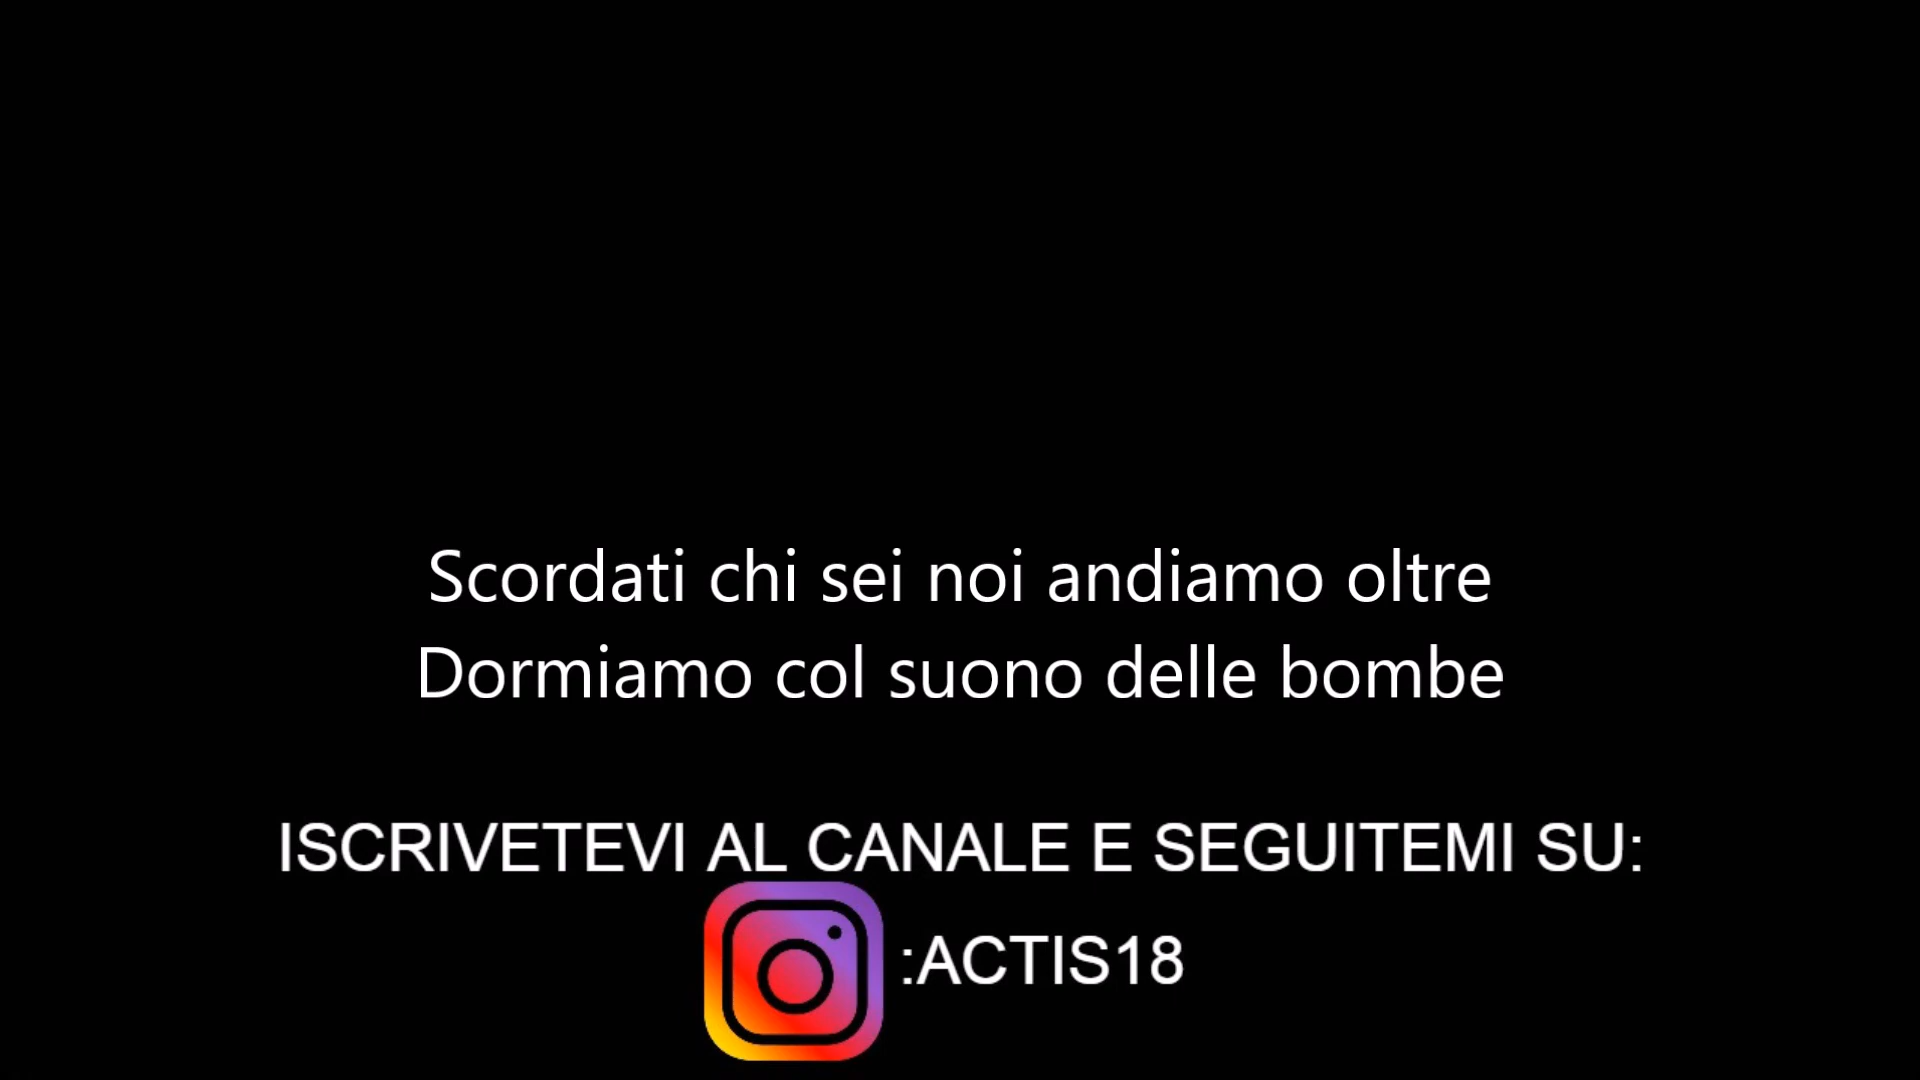 Scordati chi sei noi andiamo oltre
Dormiamo col suono delle bombe
ISCRIVETEVI AL CANALE E SEGUITEMI SU:
:ACTIS18